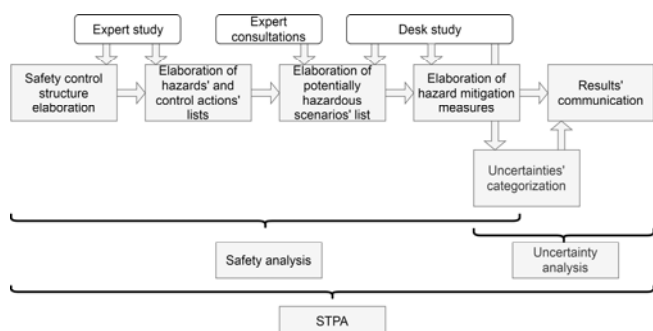 Expert study
Expert
consultations
Desk study
Safety control
structure
elaboration
Elaboration of
hazards' and
control actions'
lists
Elaboration of
potentially
hazardous
scenarios' list
Elaboration of
hazard mitigation
measures
Results'
communication
Uncertainties'
categorization
Safety analysis
Uncertainty
analysis
STPA